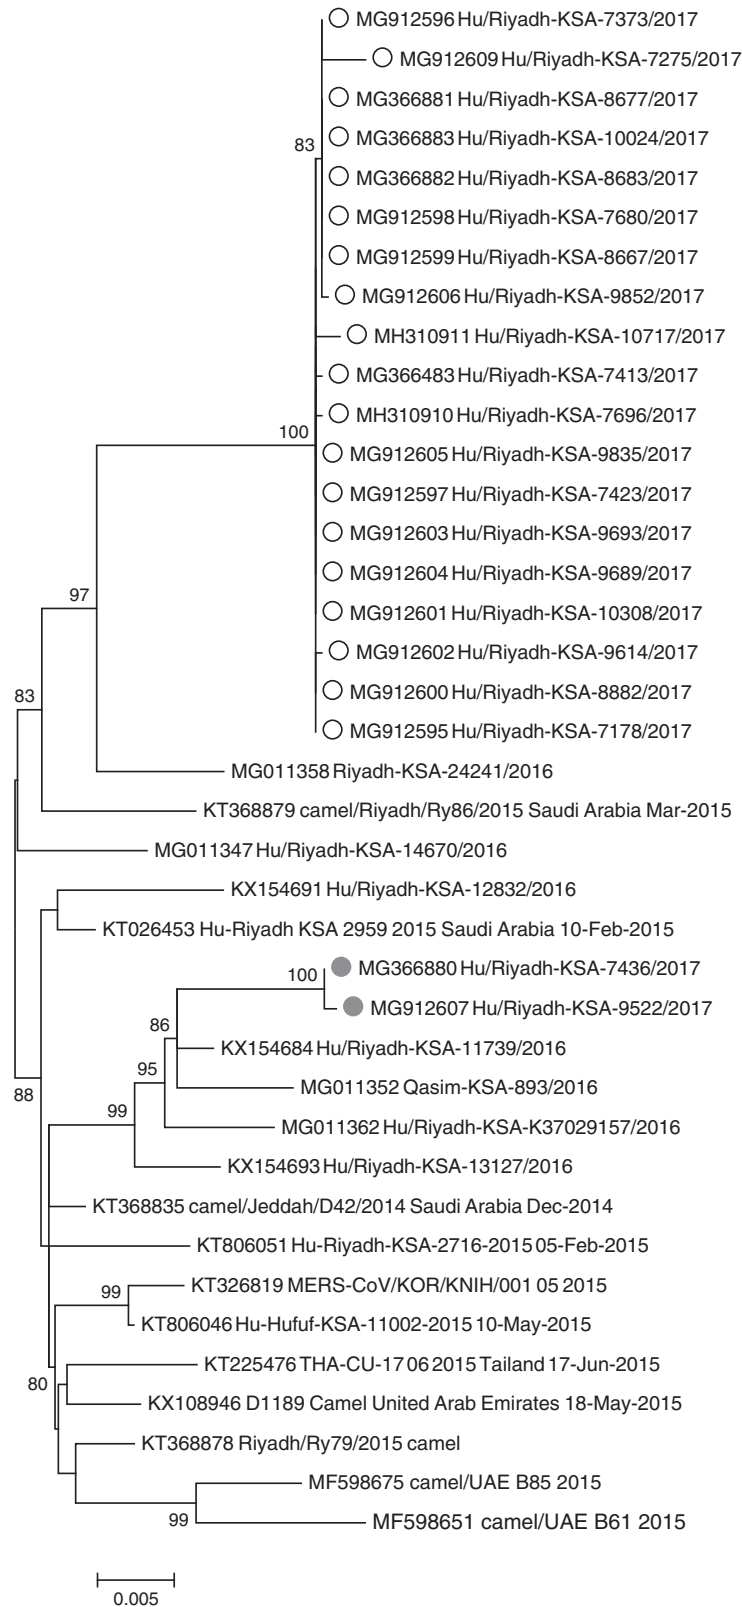 MG912596 Hu/Riyadh-KSA-7373/2017
MG912609 Hu/Riyadh-KSA-7275/2017
MG366881 Hu/Riyadh-KSA-8677/2017
83
MG366883 Hu/Riyadh-KSA-10024/2017
MG366882 Hu/Riyadh-KSA-8683/2017
MG912598 Hu/Riyadh-KSA-7680/2017
MG912599 Hu/Riyadh-KSA-8667/2017
MG912606 Hu/Riyadh-KSA-9852/2017
MH310911 Hu/Riyadh-KSA-10717/2017
MG366483 Hu/Riyadh-KSA-7413/2017
MH310910 Hu/Riyadh-KSA-7696/2017
100
MG912605 Hu/Riyadh-KSA-9835/2017
MG912597 Hu/Riyadh-KSA-7423/2017
MG912603 Hu/Riyadh-KSA-9693/2017
MG912604 Hu/Riyadh-KSA-9689/2017
97
MG912601 Hu/Riyadh-KSA-10308/2017
MG912602 Hu/Riyadh-KSA-9614/2017
MG912600 Hu/Riyadh-KSA-8882/2017
83
MG912595 Hu/Riyadh-KSA-7178/2017
MG011358 Riyadh-KSA-24241/2016
KT368879 camel/Riyadh/Ry86/2015 Saudi Arabia Mar-2015
MG011347 Hu/Riyadh-KSA-14670/2016
KX154691 Hu/Riyadh-KSA-12832/2016
KT026453 Hu-Riyadh KSA 2959 2015 Saudi Arabia 10-Feb-2015
100
MG366880 Hu/Riyadh-KSA-7436/2017
MG912607 Hu/Riyadh-KSA-9522/2017
86
KX154684 Hu/Riyadh-KSA-11739/2016
95
MG011352 Qasim-KSA-893/2016
88
99
MG011362 Hu/Riyadh-KSA-K37029157/2016
KX154693 Hu/Riyadh-KSA-13127/2016
KT368835 camel/Jeddah/D42/2014 Saudi Arabia Dec-2014
KT806051 Hu-Riyadh-KSA-2716-2015 05-Feb-2015
99
KT326819 MERS-CoV/KOR/KNIH/001 05 2015
KT806046 Hu-Hufuf-KSA-11002-2015 10-May-2015
KT225476 THA-CU-17 06 2015 Tailand 17-Jun-2015
80
KX108946 D1189 Camel United Arab Emirates 18-May-2015
KT368878 Riyadh/Ry79/2015 camel
MF598675 camel/UAE B85 2015
99
MF598651 camel/UAE B61 2015
0.005